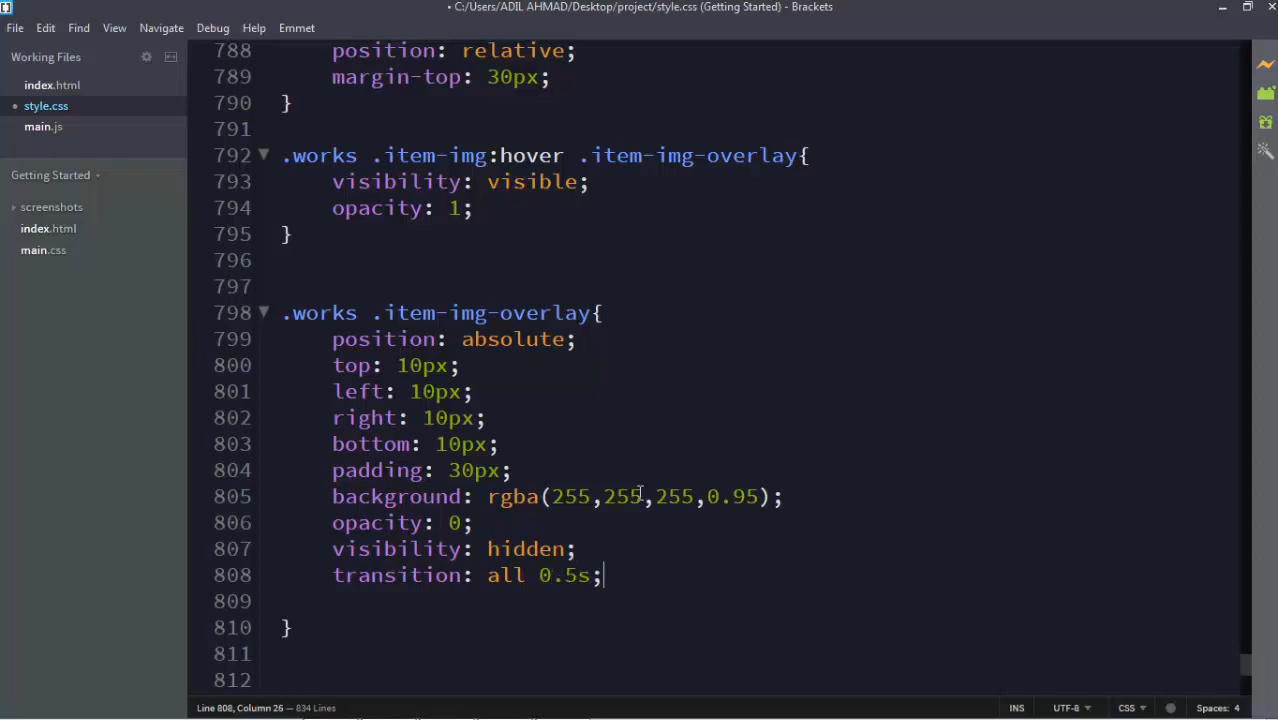 • C:/Users/ADIL AHMAD/Desktop/project/style.css (Getting Started) - Brackets
File Edit Find View Navigate Debug Help Emmet
Working Files
index.html
style.css
main.js
Getting Started
screenshots
index.html
main.css
788 position: relative;
789 margin-top: 30px;
790 }
791
792 .works .item-img:hover .item-img-overlay{
793 visibility: visible;
794 opacity: 1;
795 }
796
797
798 .works .item-img-overlay{
799 position: absolute;
800 top: 10px;
801 left: 10px;
802 right: 10px;
803 bottom: 10px;
804 padding: 30px;
805 background: rgba(255,255,255,0.95);
806 opacity: 0;
807 visibility: hidden;
808 transition: all 0.5s;
809
810 }
811
812
Line 808, Column 26 — 834 Lines INS UTF-8 CSS Spaces: 4